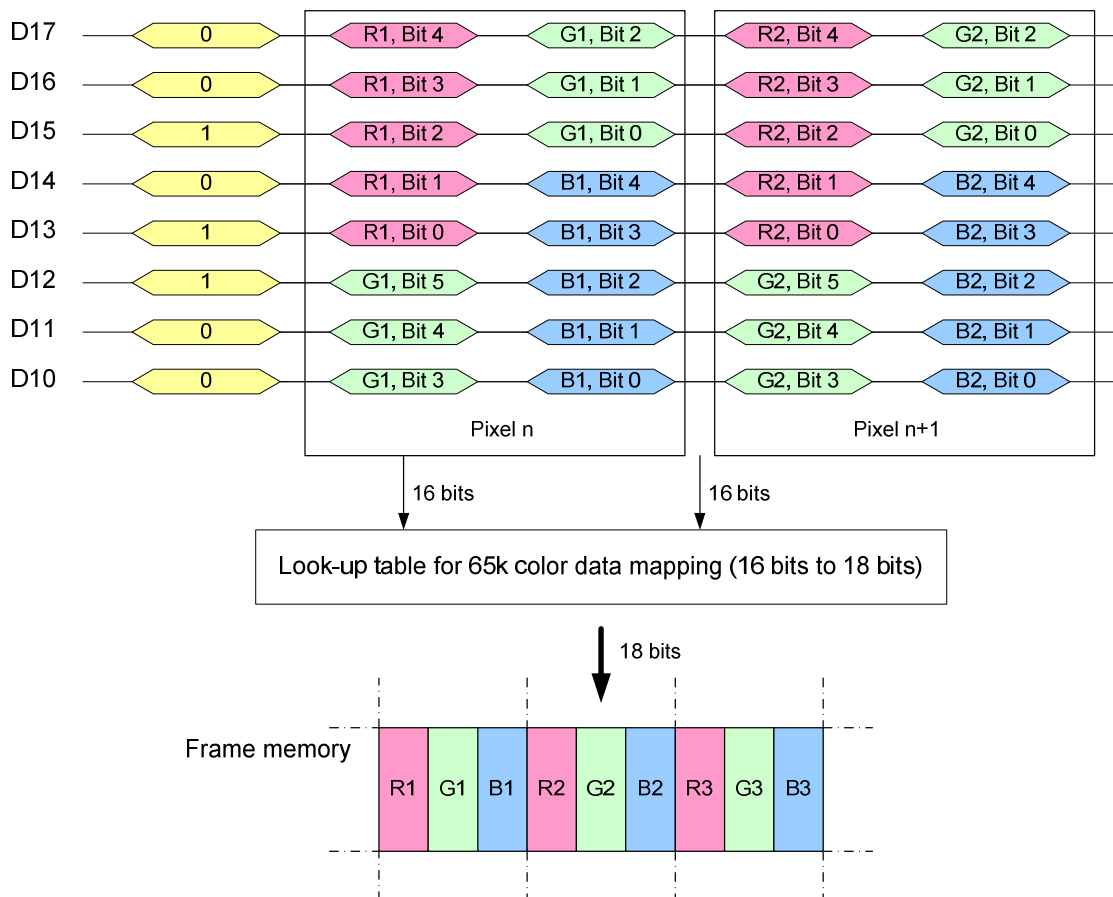 D17 0 R1, Bit 4 G1, Bit 2 R2, Bit 4 G2, Bit 2
D16 0 R1, Bit 3 G1, Bit 1 R2, Bit 3 G2, Bit 1
D15 1 R1, Bit 2 G1, Bit 0 R2, Bit 2 G2, Bit 0
D14 0 R1, Bit 1 B1, Bit 4 R2, Bit 1 B2, Bit 4
D13 1 R1, Bit 0 B1, Bit 3 R2, Bit 0 B2, Bit 3
D12 1 G1, Bit 5 B1, Bit 2 G2, Bit 5 B2, Bit 2
D11 0 G1, Bit 4 B1, Bit 1 G2, Bit 4 B2, Bit 1
D10 0 G1, Bit 3 B1, Bit 0 G2, Bit 3 B2, Bit 0
Pixel n Pixel n+1
16 bits 16 bits
Look-up table for 65k color data mapping (16 bits to 18 bits)
18 bits
Frame memory
R1 G1 B1 R2 G2 B2 R3 G3 B3